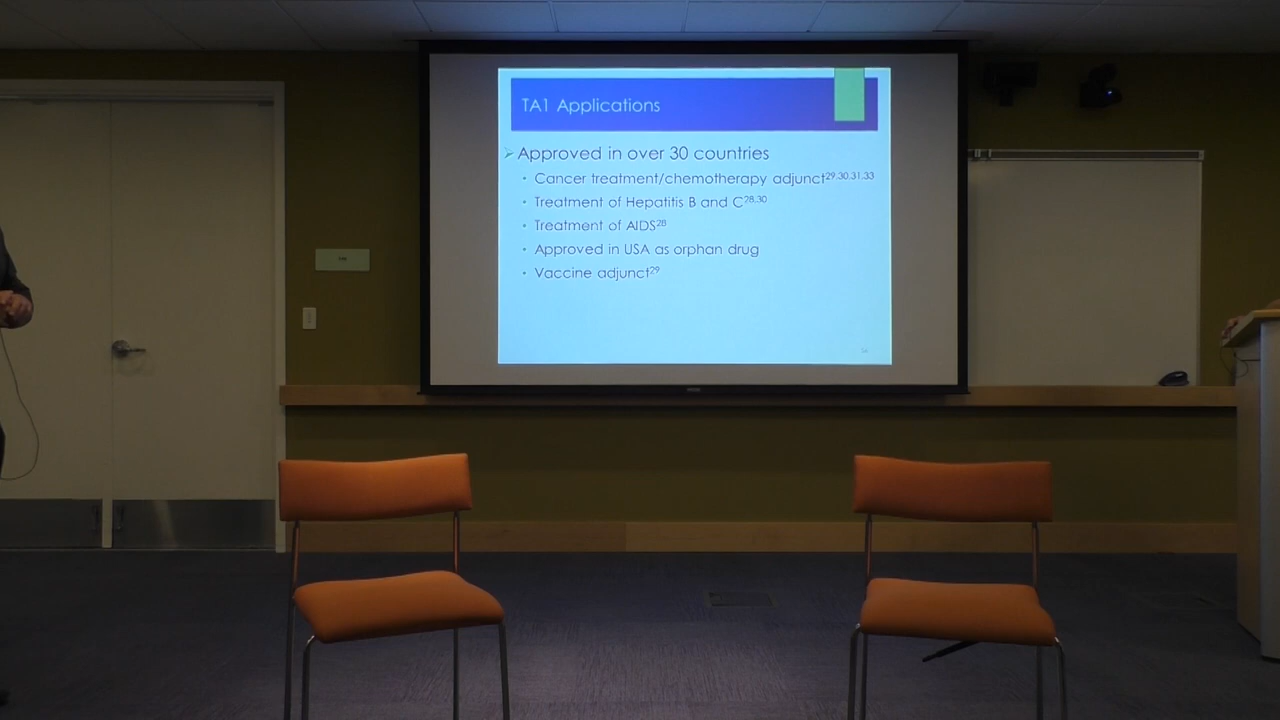 TA1 Applications
Approved in over 30 countries
• Cancer treatment/chemotherapy adjunct29,30,31,33
• Treatment of Hepatitis B and C28,30
• Treatment of AIDS28
• Approved in USA as orphan drug
• Vaccine adjunct29